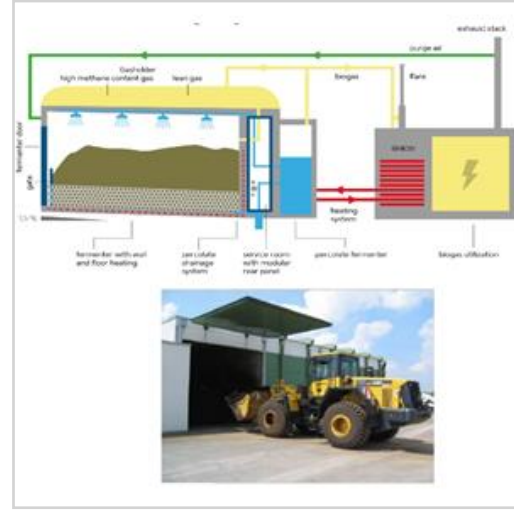 exhaust stack
purge air
Gasholder
high methane content gas
lean gas
biogas
flare
fermenter door
gate
heating
system
fermenter with wall
and floor heating
percolate
drainage
system
service room
with modular
rear panel
percolate fermenter
biogas utilization